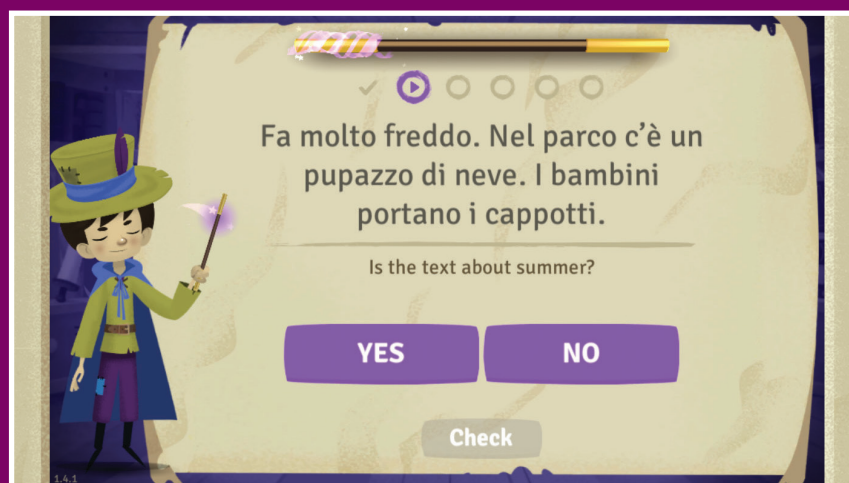 Fa molto freddo. Nel parco c’è un
pupazzo di neve. I bambini
portano i cappotti.
Is the text about summer?
YES
NO
Check
1.4.1